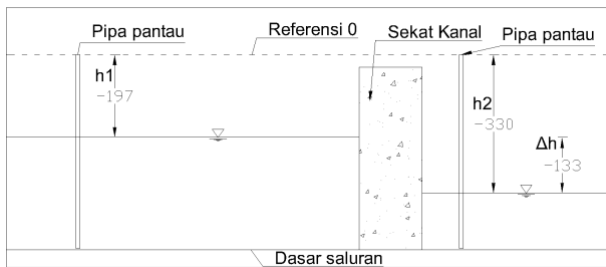 Pipa pantau
Referensi 0
Sekat Kanal
Pipa pantau
h1
-197
h2
-330
Δh
-133
Dasar saluran